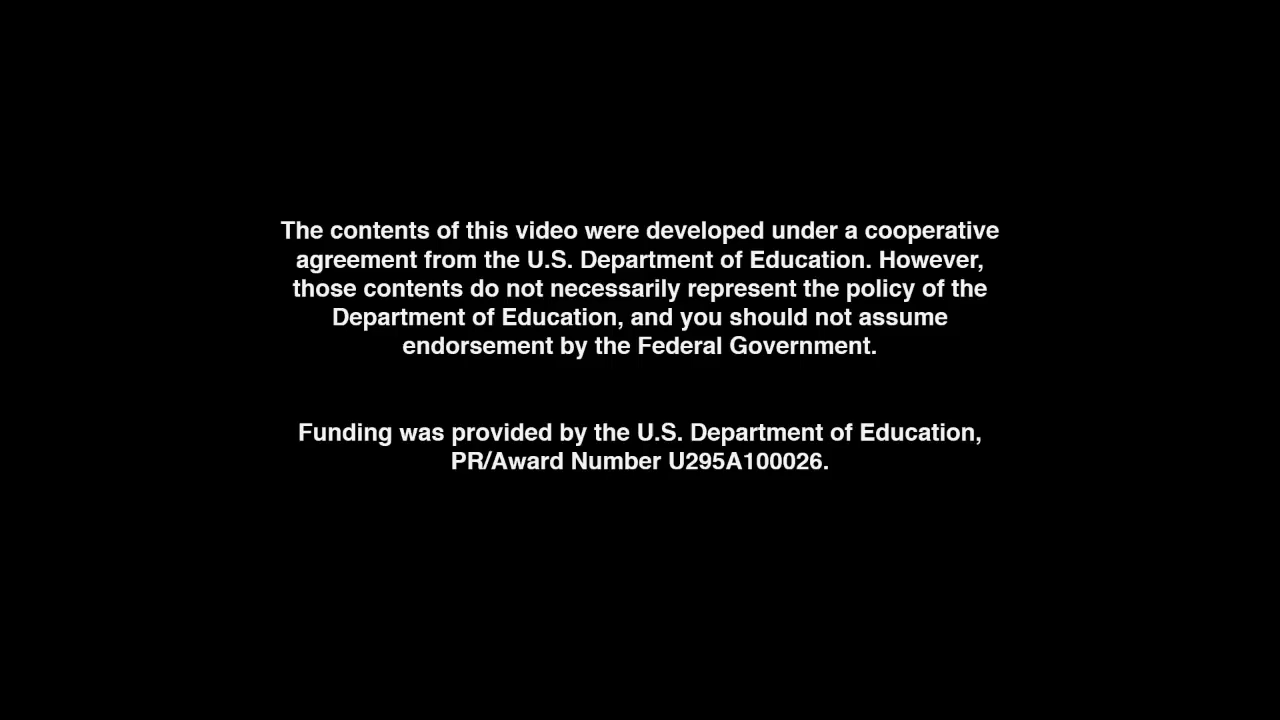 The contents of this video were developed under a cooperative
agreement from the U.S. Department of Education. However,
those contents do not necessarily represent the policy of the
Department of Education, and you should not assume
endorsement by the Federal Government.
Funding was provided by the U.S. Department of Education,
PR/Award Number U295A100026.